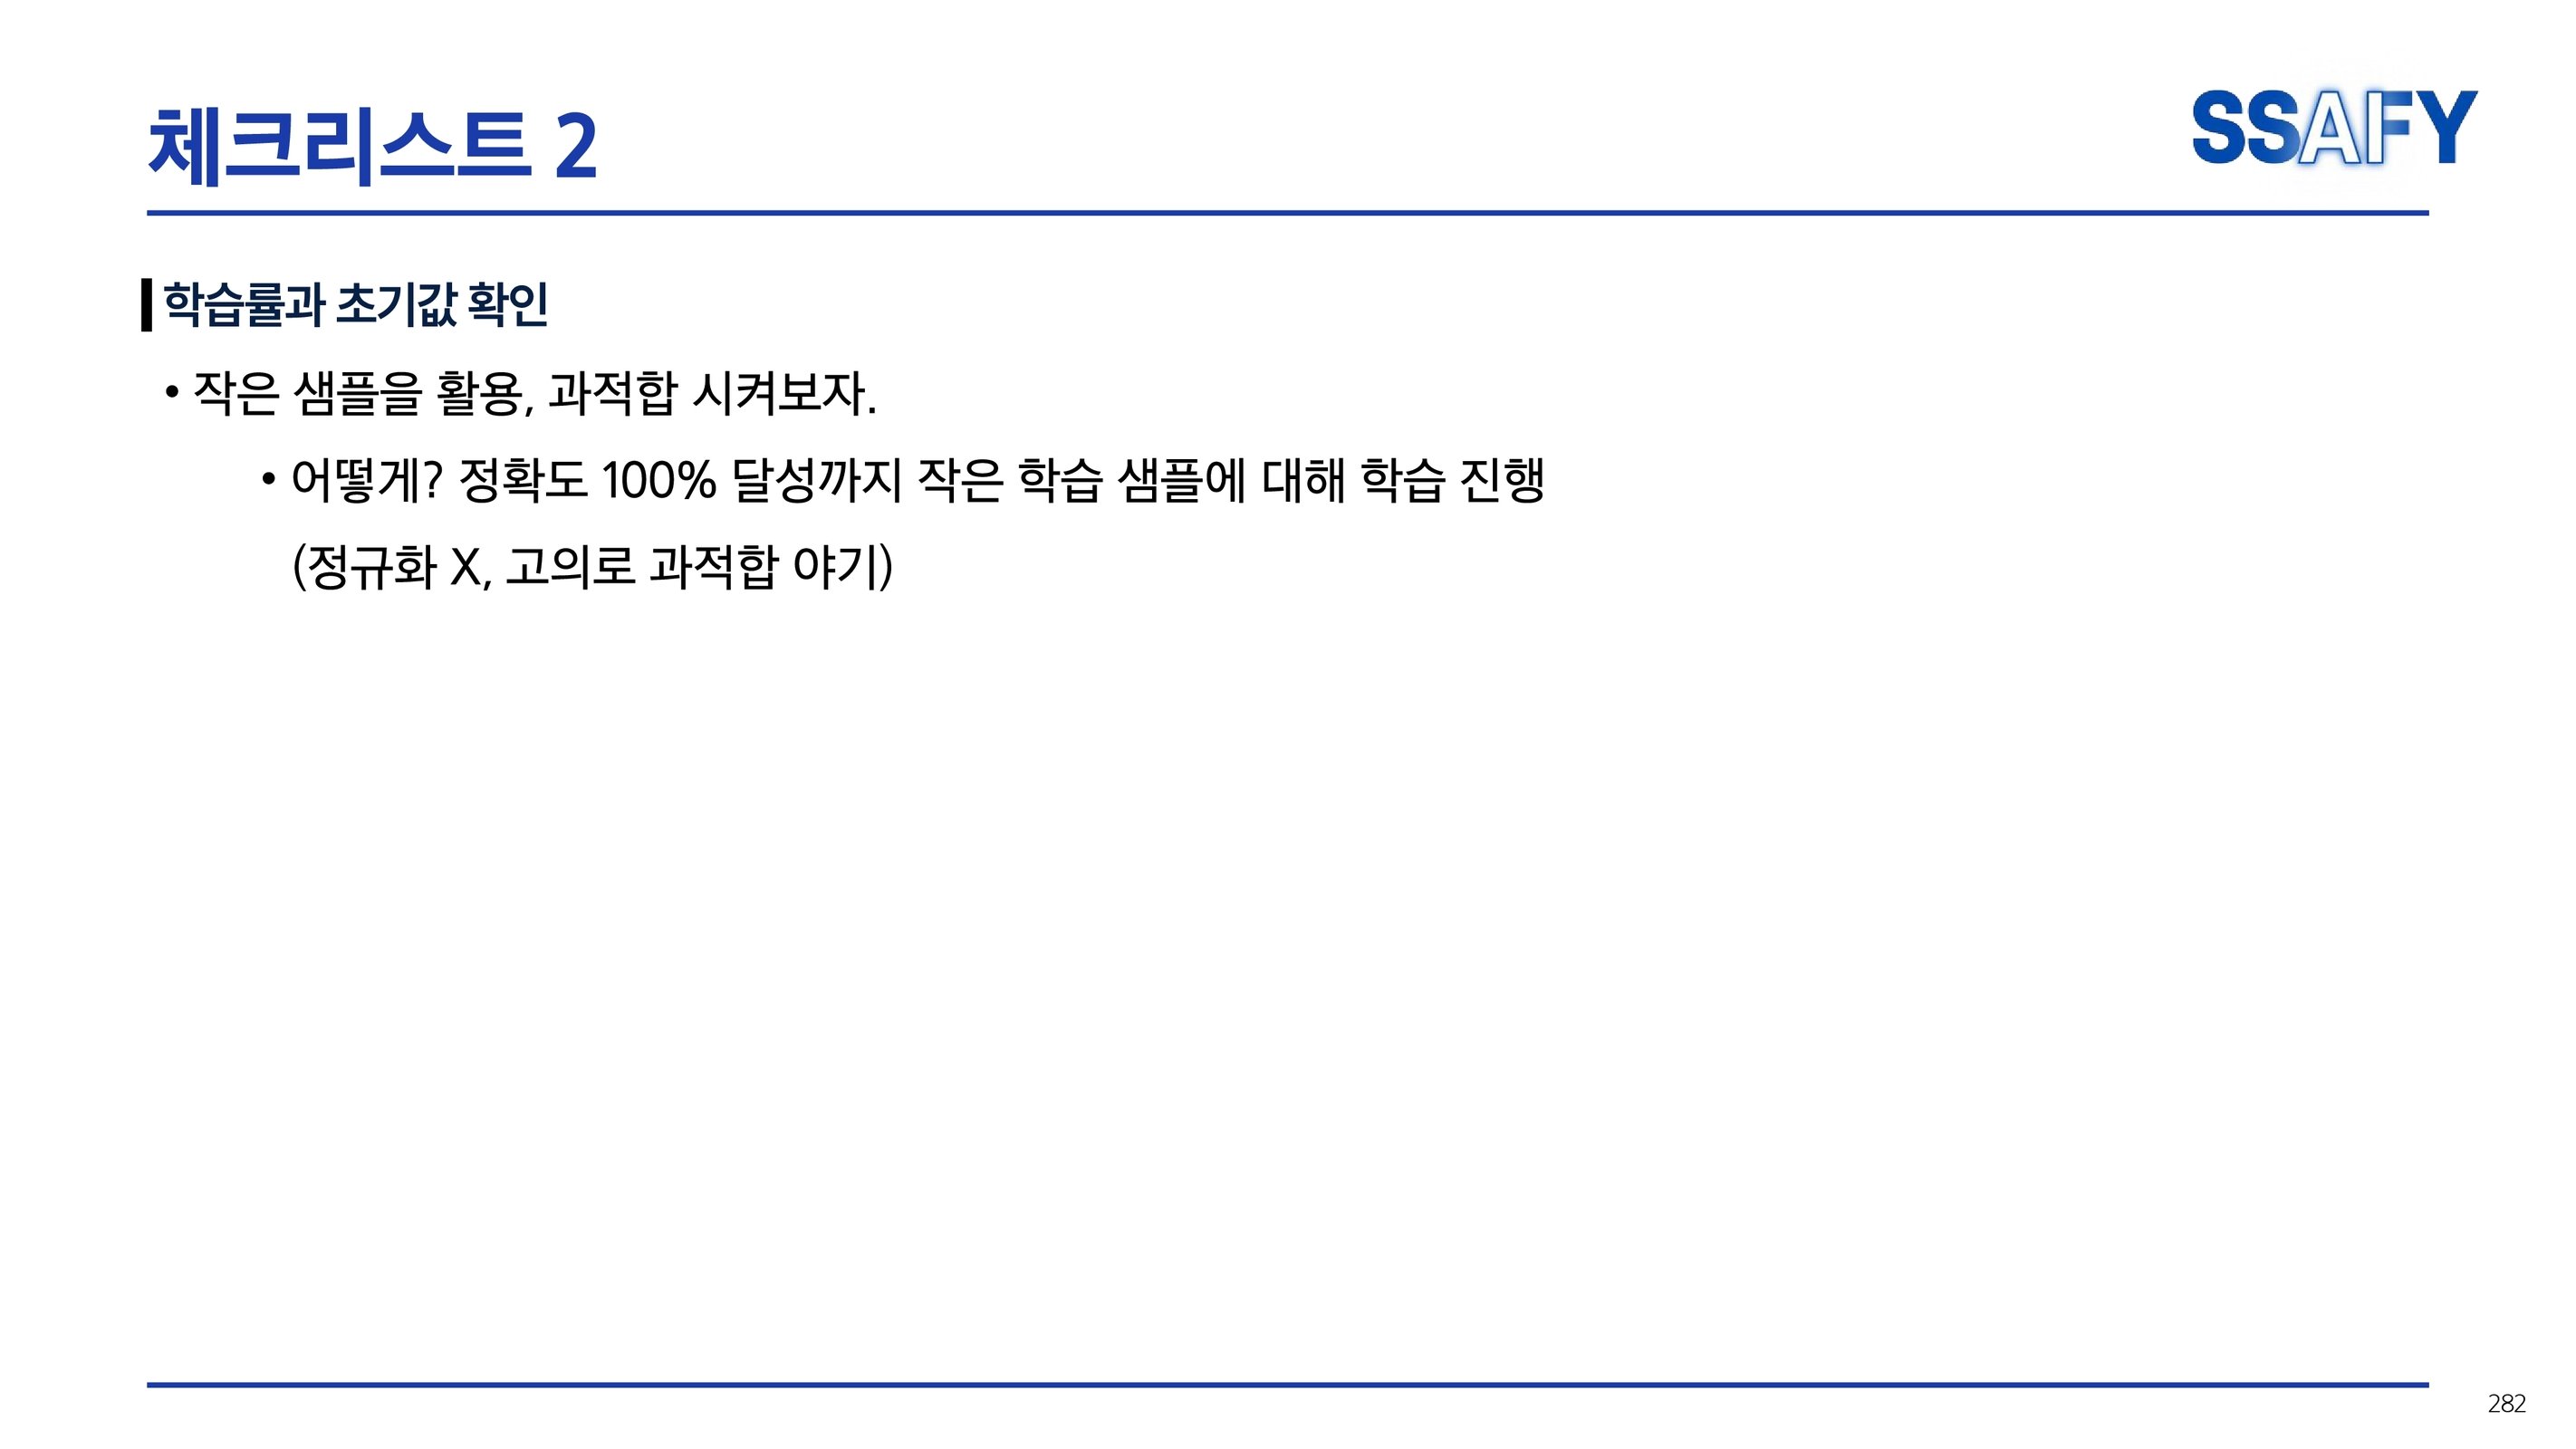 체크리스트 2
SSAFY
학습률과 초기값 확인
• 작은 샘플을 활용, 과적합 시켜보자.
• 어떻게? 정확도 100% 달성까지 작은 학습 샘플에 대해 학습 진행
(정규화 X, 고의로 과적합 야기)
282